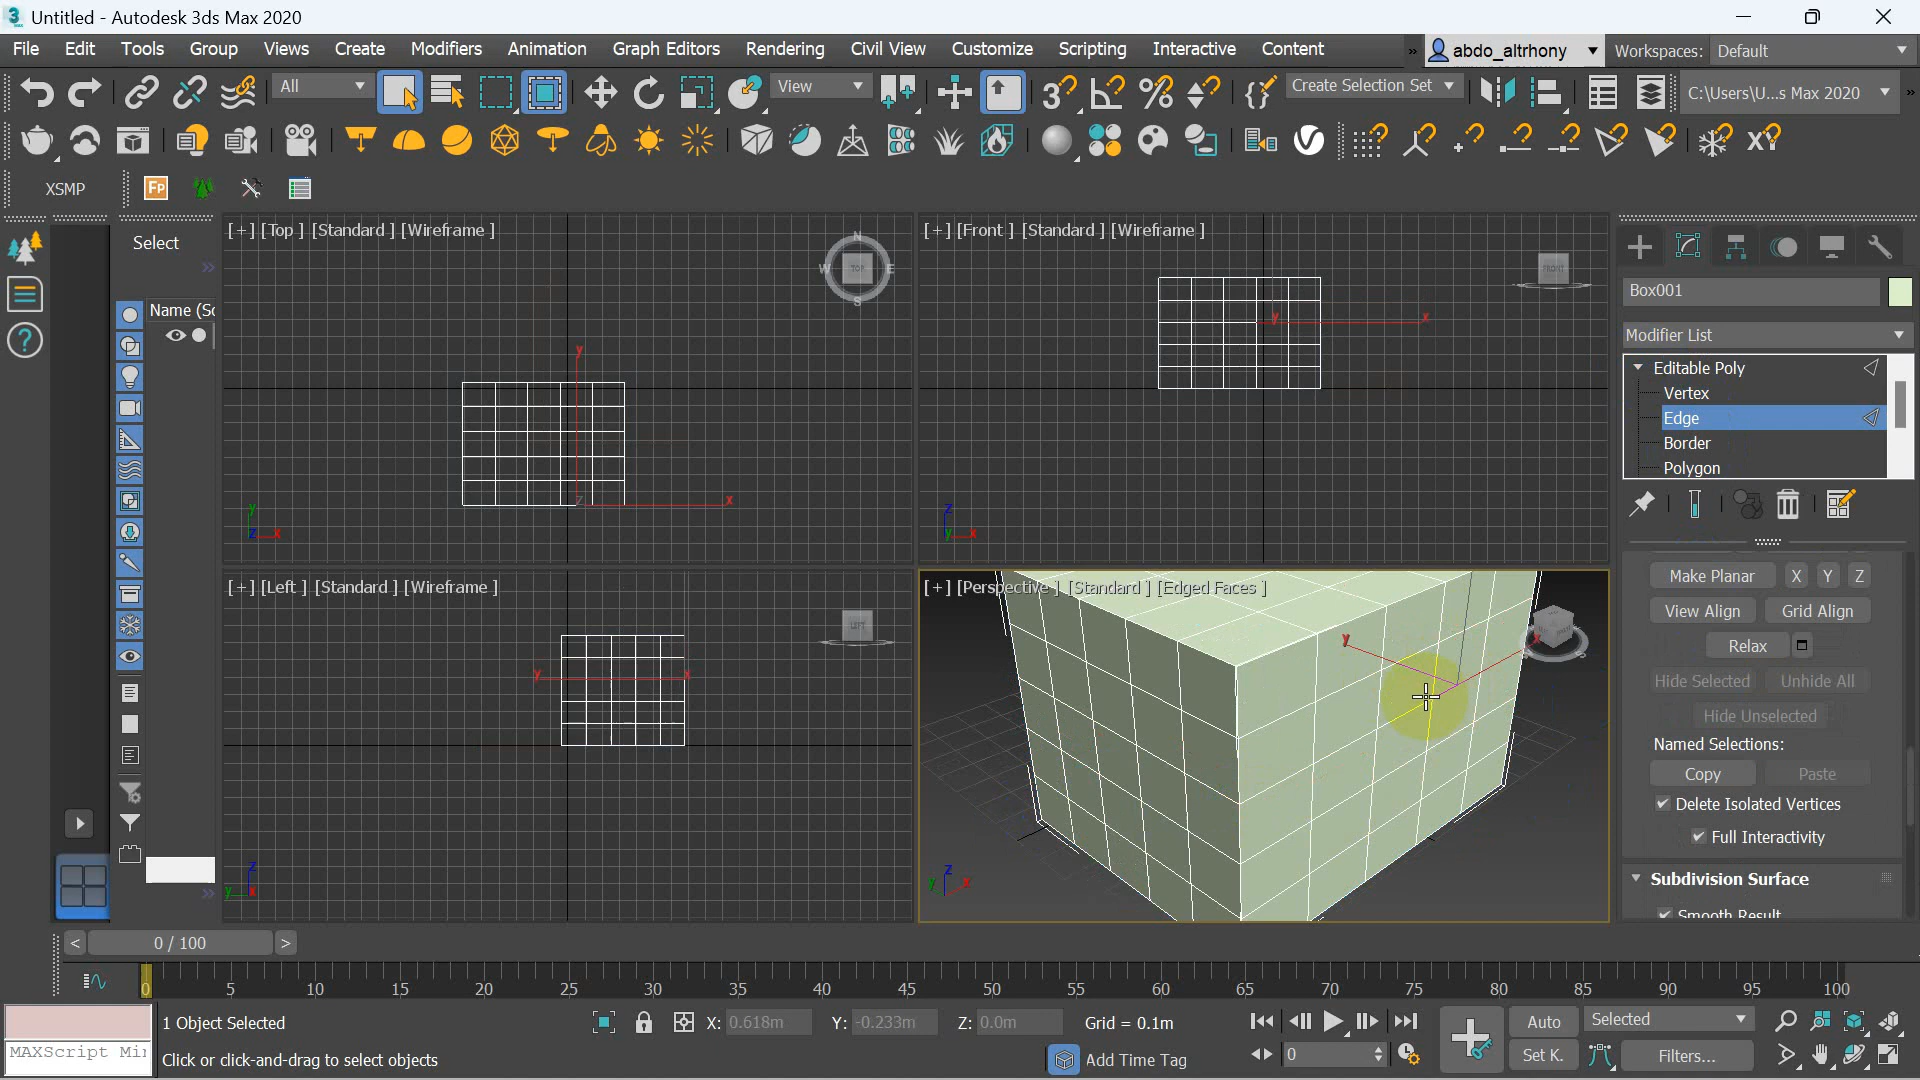 Untitled - Autodesk 3ds Max 2020
File Edit Tools Group Views Create Modifiers Animation Graph Editors Rendering Civil View Customize Scripting Interactive Content
» abdo_altrhony Workspaces: Default
All View Create Selection Set C:\Users\U...s Max 2020 »
XSMP Fp
Select
»
Name (Sc
[+] [Top ] [Standard ] [Wireframe ]
N
W TOP E
S
y
x
z
y
z x
[+] [Front ] [Standard ] [Wireframe ]
FRONT
y x
z
y x
[+] [Left ] [Standard ] [Wireframe ]
LEFT
y x
z
y x
[+] [Perspective ] [Standard ] [Edged Faces ]
y x
z
y x
Box001
Modifier List
Editable Poly
Vertex
Edge
Border
Polygon
Make Planar X Y Z
View Align Grid Align
Relax
Hide Selected Unhide All
Hide Unselected
Named Selections:
Copy Paste
Delete Isolated Vertices
Full Interactivity
Subdivision Surface
Smooth Result
»
< 0 / 100 >
0 5 10 15 20 25 30 35 40 45 50 55 60 65 70 75 80 85 90 95 100
1 Object Selected X: 0.618m Y: -0.233m Z: 0.0m Grid = 0.1m Auto Selected
MAXScript Mi
Click or click-and-drag to select objects Add Time Tag 0 Set K. Filters...